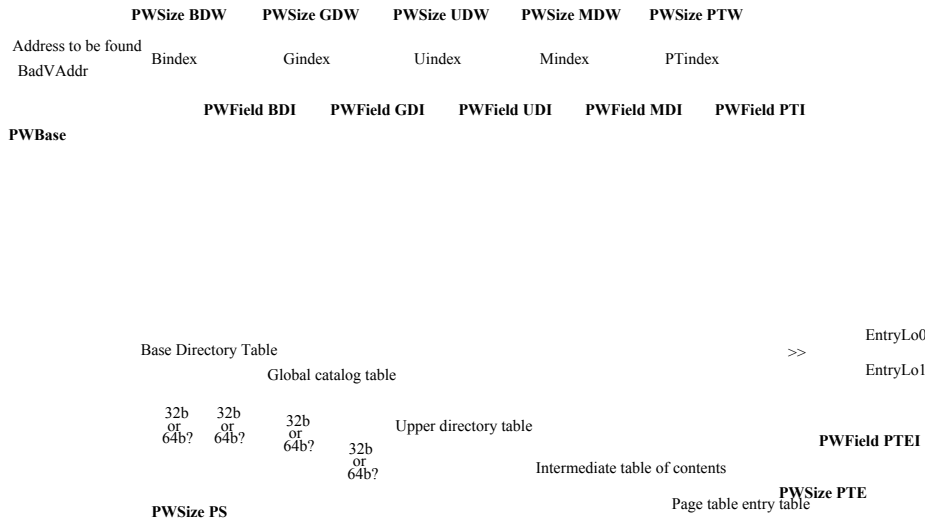 PWSize BDW PWSize GDW PWSize UDW PWSize MDW PWSize PTW
Address to be found
BadVAddr
Bindex Gindex Uindex Mindex PTindex
PWField BDI PWField GDI PWField UDI PWField MDI PWField PTI
PWBase
EntryLo0
Base Directory Table
>>
Global catalog table
EntryLo1
32b
or
64b?
32b
or
64b?
32b
or
64b?
Upper directory table
PWField PTEI
32b
or
64b?
Intermediate table of contents
PWSize PTE
Page table entry table
PWSize PS